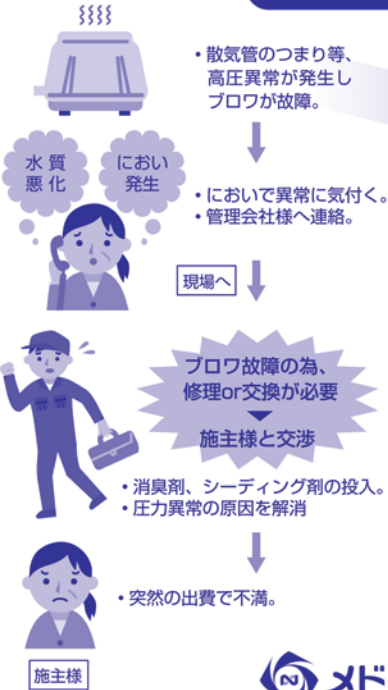 ・散気管のつまり等、
高圧異常が発生し
ブロワが故障。
水質
悪化
におい
発生
・においで異常に気付く。
・管理会社様へ連絡。
現場へ
ブロワ故障の為、
修理or交換が必要
施主様と交渉
・消臭剤、シーディング剤の投入。
・圧力異常の原因を解消
・突然の出費で不満。
施主様
メド